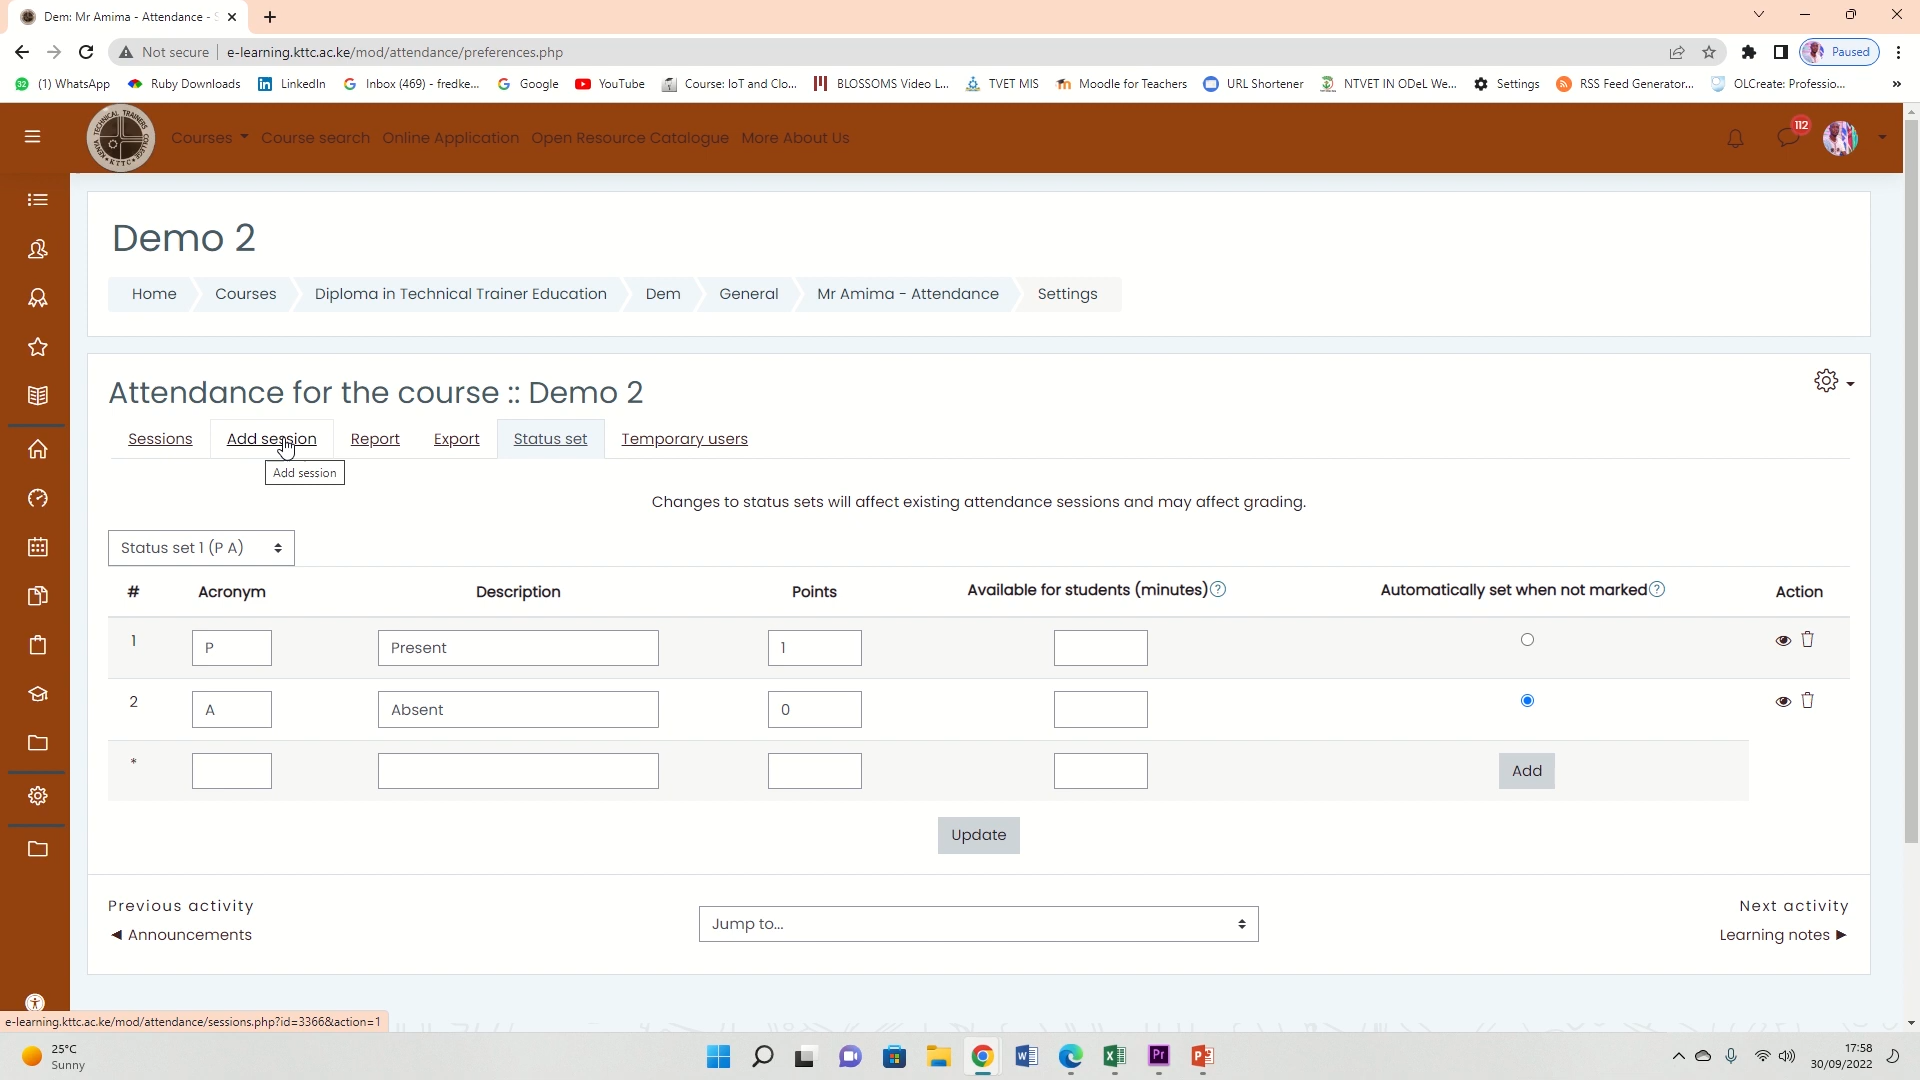 Dem: Mr Amima - Attendance -
Not secure
e-learning.kttc.ac.ke/mod/attendance/preferences.php
Paused
32
(1) WhatsApp
Ruby Downloads
LinkedIn
Inbox (469) - fredke...
Google
YouTube
Course: IoT and Clo...
BLOSSOMS Video L...
TVET MIS
Moodle for Teachers
URL Shortener
NTVET IN ODeL We...
Settings
RSS Feed Generator...
OLCreate: Professio...
»
TECHNICAL TRAINERS COLLEGE KTTC
Courses
Course search
Online Application
Open Resource Catalogue
More About Us
112
Demo 2
Home
Courses
Diploma in Technical Trainer Education
Dem
General
Mr Amima - Attendance
Settings
Attendance for the course :: Demo 2
Sessions
Add session
Report
Export
Status set
Temporary users
Add session
Changes to status sets will affect existing attendance sessions and may affect grading.
Status set 1 (P A)
# Acronym Description Points Available for students (minutes) Automatically set when not marked Action
1 P Present 1
2 A Absent 0
* Add
Update
Previous activity
◄ Announcements
Jump to...
Next activity
Learning notes ►
e-learning.kttc.ac.ke/mod/attendance/sessions.php?id=3366&action=1
25°C
Sunny
17:58
30/09/2022